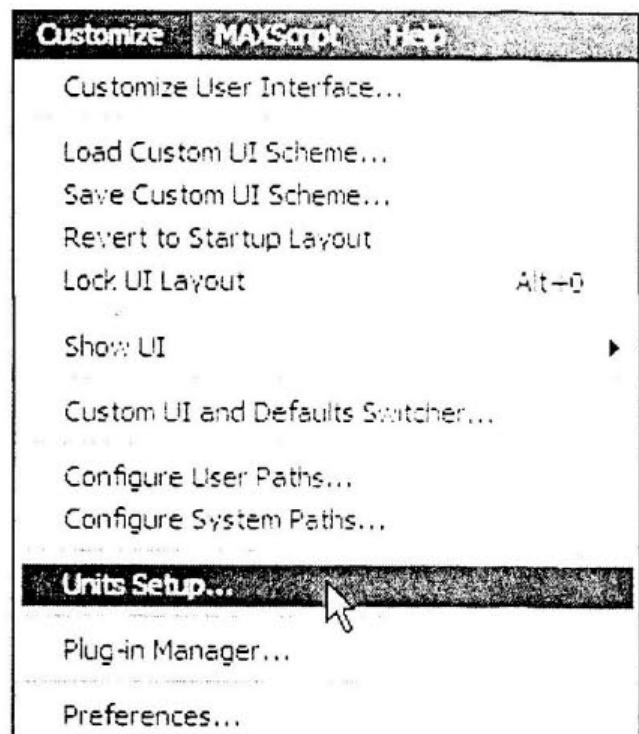 Customize MAXScript Help
Customize User Interface...
Load Custom UI Scheme...
Save Custom UI Scheme...
Revert to Startup Layout
Lock UI Layout Alt+0
Show UI
Custom UI and Defaults Switcher...
Configure User Paths...
Configure System Paths...
Units Setup...
Plug-in Manager...
Preferences...